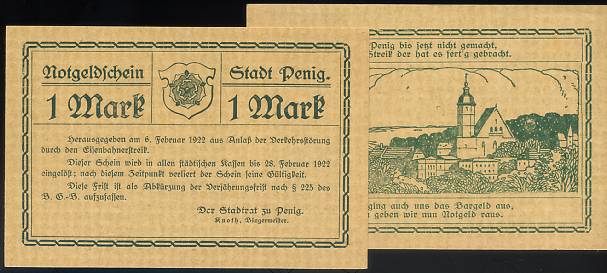 Notgeldschein
Stadt Penig.
1 Mark
1 Mark
Herausgegeben am 6. Februar 1922 aus Anlaß der Verkehrsstörung
durch den Eisenbahnerstreik.
Dieser Schein wird in allen städtischen Kassen bis 28. Februar 1922
eingelöst; nach diesem Zeitpunkt verliert der Schein seine Gültigkeit.
Diese Frist ist als Abkürzung der Verjährungsfrist nach § 225 des
B. G.-B. aufzufassen.
Der Stadtrat zu Penig.
Knoth, Bürgermeister.
Penig bis jetzt nicht gemacht,
Streik der hat es fert'g gebracht.
ging auch uns das Bargeld aus,
geben wir nun Notgeld raus.